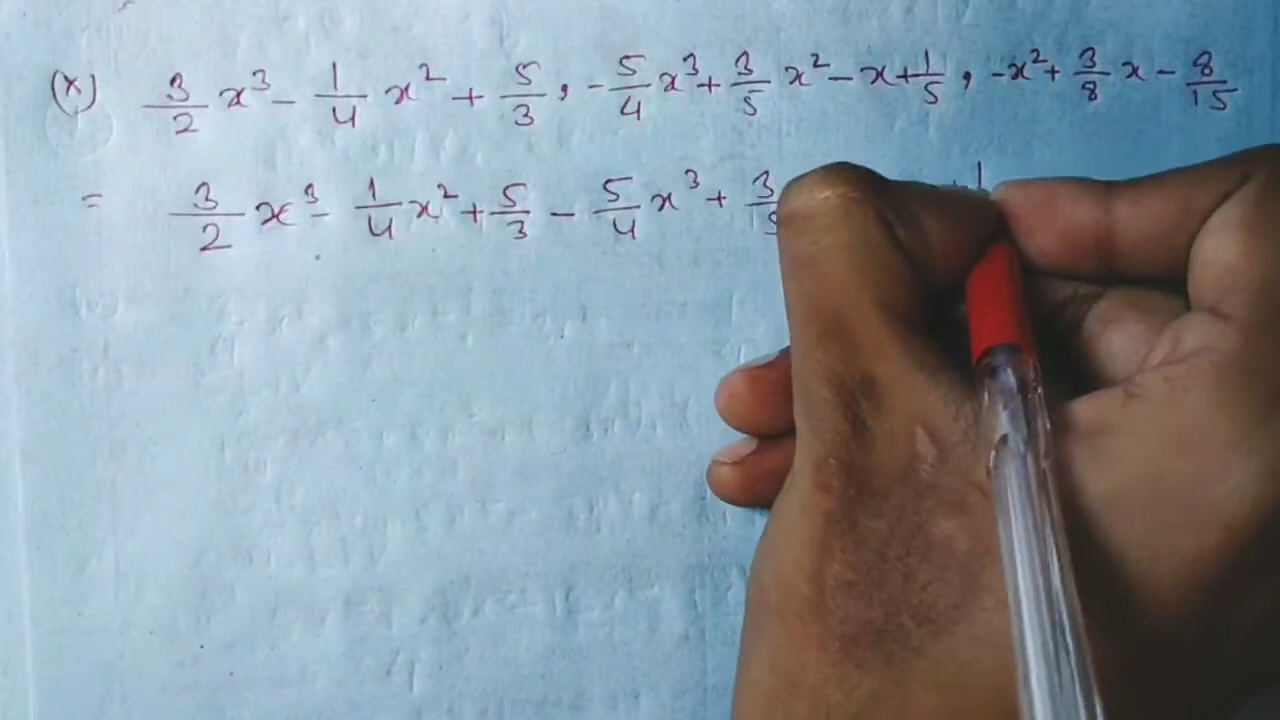 (x) 3/2 x³ - 1/4 x² + 5/3, -5/4 x³ + 3/5 x² - x + 1/5, -x² + 3/8 x - 8/15
= 3/2 x³ - 1/4 x² + 5/3 - 5/4 x³ + 3/5